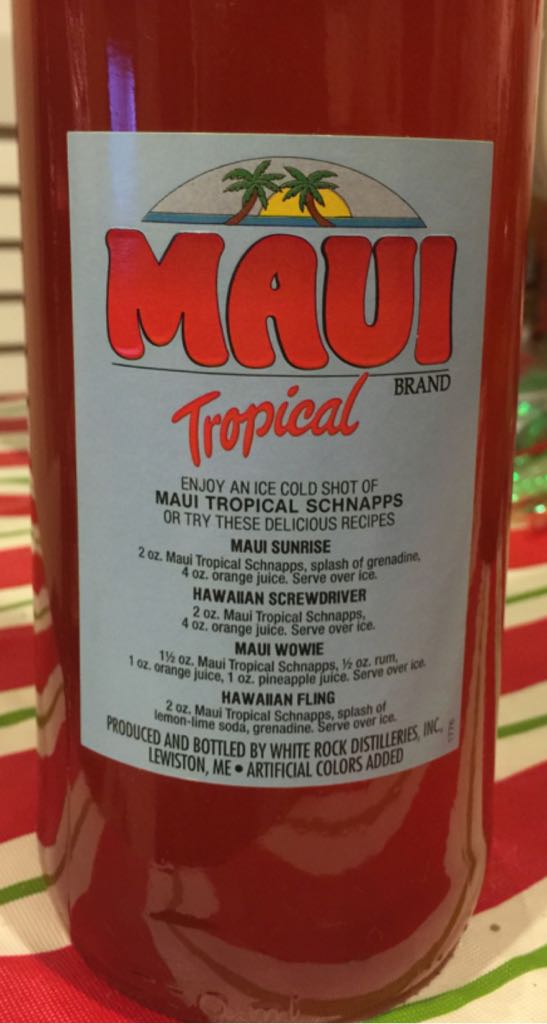 MAUI
BRAND
Tropical
ENJOY AN ICE COLD SHOT OF
MAUI TROPICAL SCHNAPPS
OR TRY THESE DELICIOUS RECIPES
MAUI SUNRISE
2 oz. Maui Tropical Schnapps, splash of grenadine,
4 oz. orange juice. Serve over ice.
HAWAIIAN SCREWDRIVER
2 oz. Maui Tropical Schnapps,
4 oz. orange juice. Serve over ice.
MAUI WOWIE
1½ oz. Maui Tropical Schnapps, ½ oz. rum,
1 oz. orange juice, 1 oz. pineapple juice. Serve over ice.
HAWAIIAN FLING
2 oz. Maui Tropical Schnapps, splash of
lemon-lime soda, grenadine. Serve over ice.
PRODUCED AND BOTTLED BY WHITE ROCK DISTILLERIES, INC.
LEWISTON, ME • ARTIFICIAL COLORS ADDED